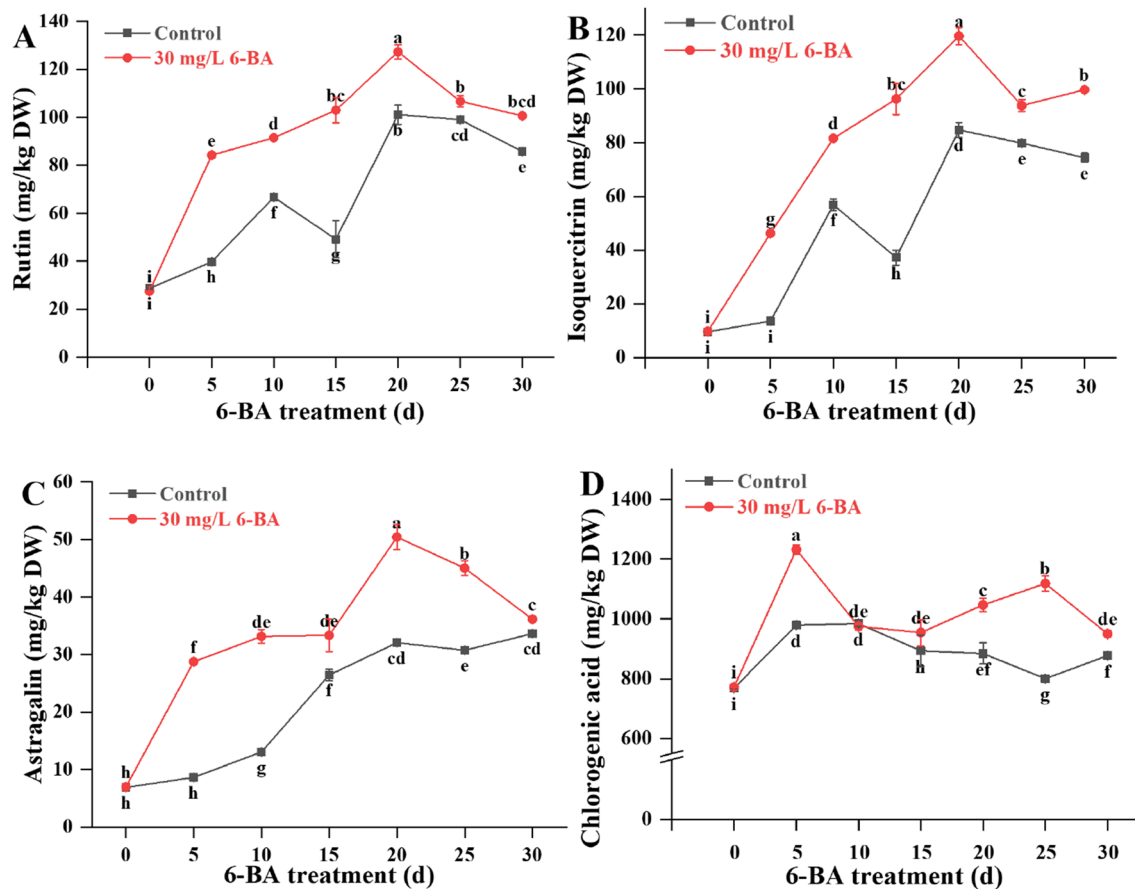 A
Control
30 mg/L 6-BA
Rutin (mg/kg DW)
140
120
100
80
60
40
20
0
i
e
d
bc
a
b
bcd
i
h
f
g
b
cd
e
0 5 10 15 20 25 30
6-BA treatment (d)
B
Control
30 mg/L 6-BA
Isoquercitrin (mg/kg DW)
120
100
80
60
40
20
0
i
g
d
bc
a
c
b
i
i
f
h
d
e
e
0 5 10 15 20 25 30
6-BA treatment (d)
C
Control
30 mg/L 6-BA
Astragalin (mg/kg DW)
60
50
40
30
20
10
0
h
f
de
de
a
b
c
h
h
g
f
cd
e
cd
0 5 10 15 20 25 30
6-BA treatment (d)
D
Control
30 mg/L 6-BA
Chlorogenic acid (mg/kg DW)
1400
1200
1000
800
600
0
i
a
de
de
c
b
de
i
d
d
h
ef
g
f
0 5 10 15 20 25 30
6-BA treatment (d)